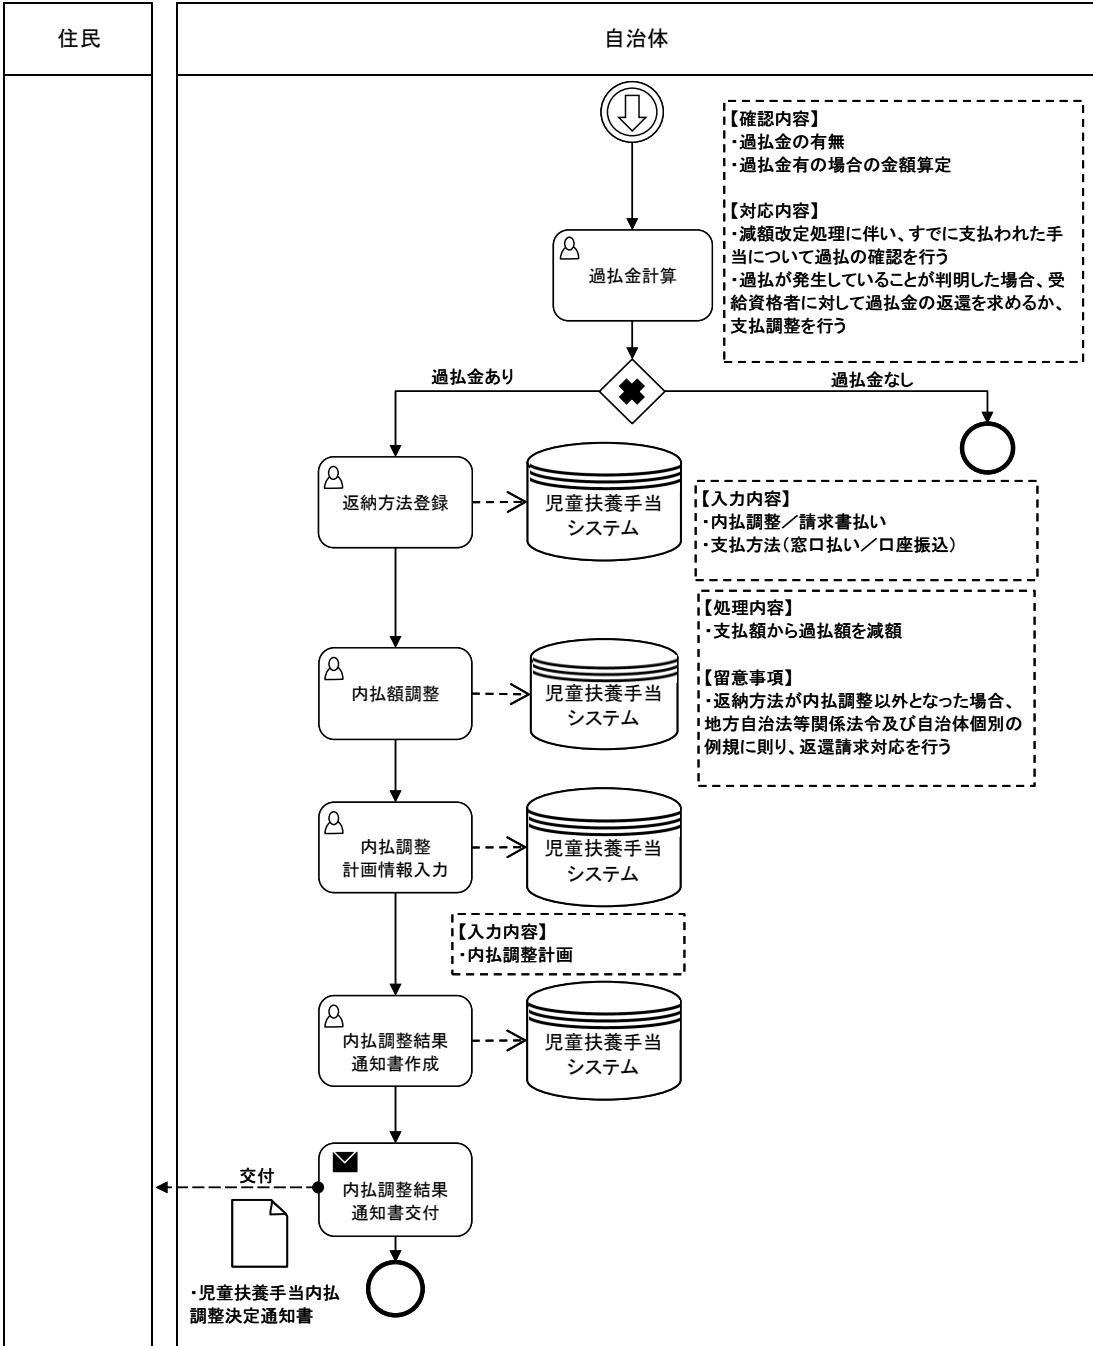 住民
自治体
【確認内容】
・過払金の有無
・過払金有の場合の金額算定
【対応内容】
・減額改定処理に伴い、すでに支払われた手
当について過払の確認を行う
・過払が発生していることが判明した場合、受
給資格者に対して過払金の返還を求めるか、
支払調整を行う
過払金計算
過払金あり
過払金なし
返納方法登録
児童扶養手当
システム
【入力内容】
・内払調整／請求書払い
・支払方法（窓口払い／口座振込）
【処理内容】
・支払額から過払額を減額
【留意事項】
・返納方法が内払調整以外となった場合、
地方自治法等関係法令及び自治体個別の
例規に則り、返還請求対応を行う
内払額調整
児童扶養手当
システム
内払調整
計画情報入力
児童扶養手当
システム
【入力内容】
・内払調整計画
内払調整結果
通知書作成
児童扶養手当
システム
交付
内払調整結果
通知書交付
・児童扶養手当内払
調整決定通知書